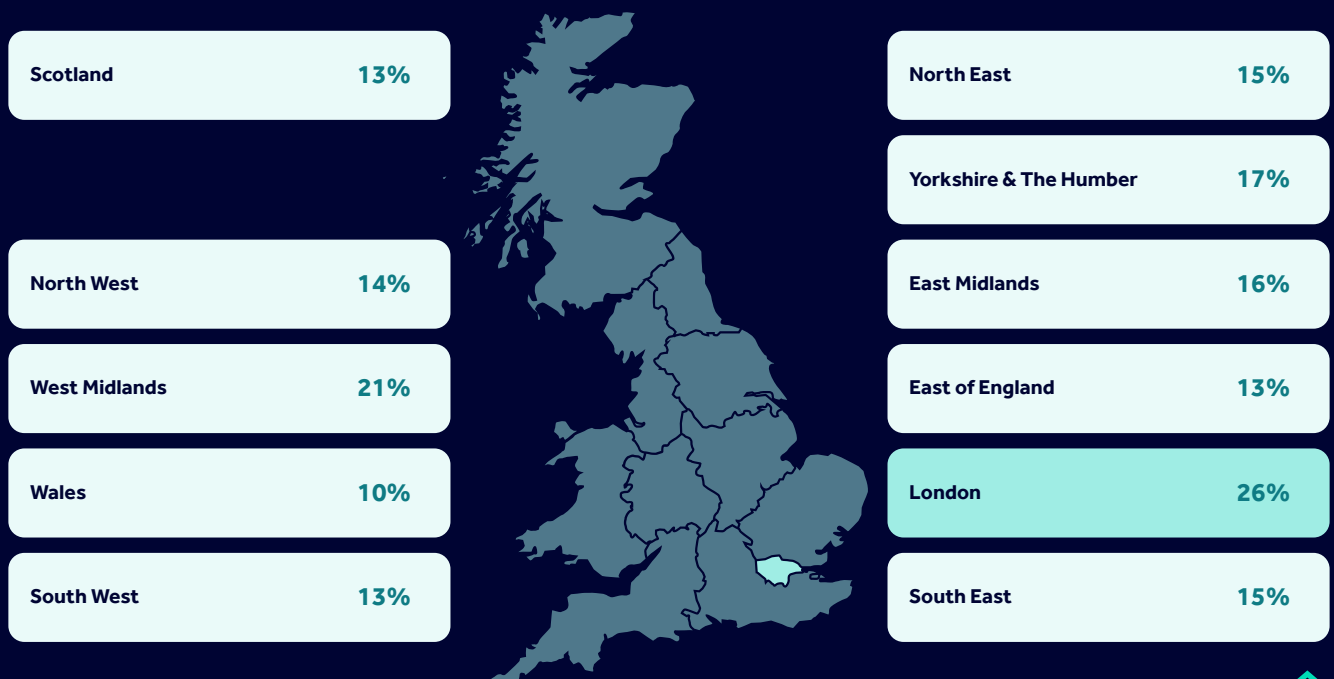 Scotland 13%
North West 14%
West Midlands 21%
Wales 10%
South West 13%
North East 15%
Yorkshire & The Humber 17%
East Midlands 16%
East of England 13%
London 26%
South East 15%